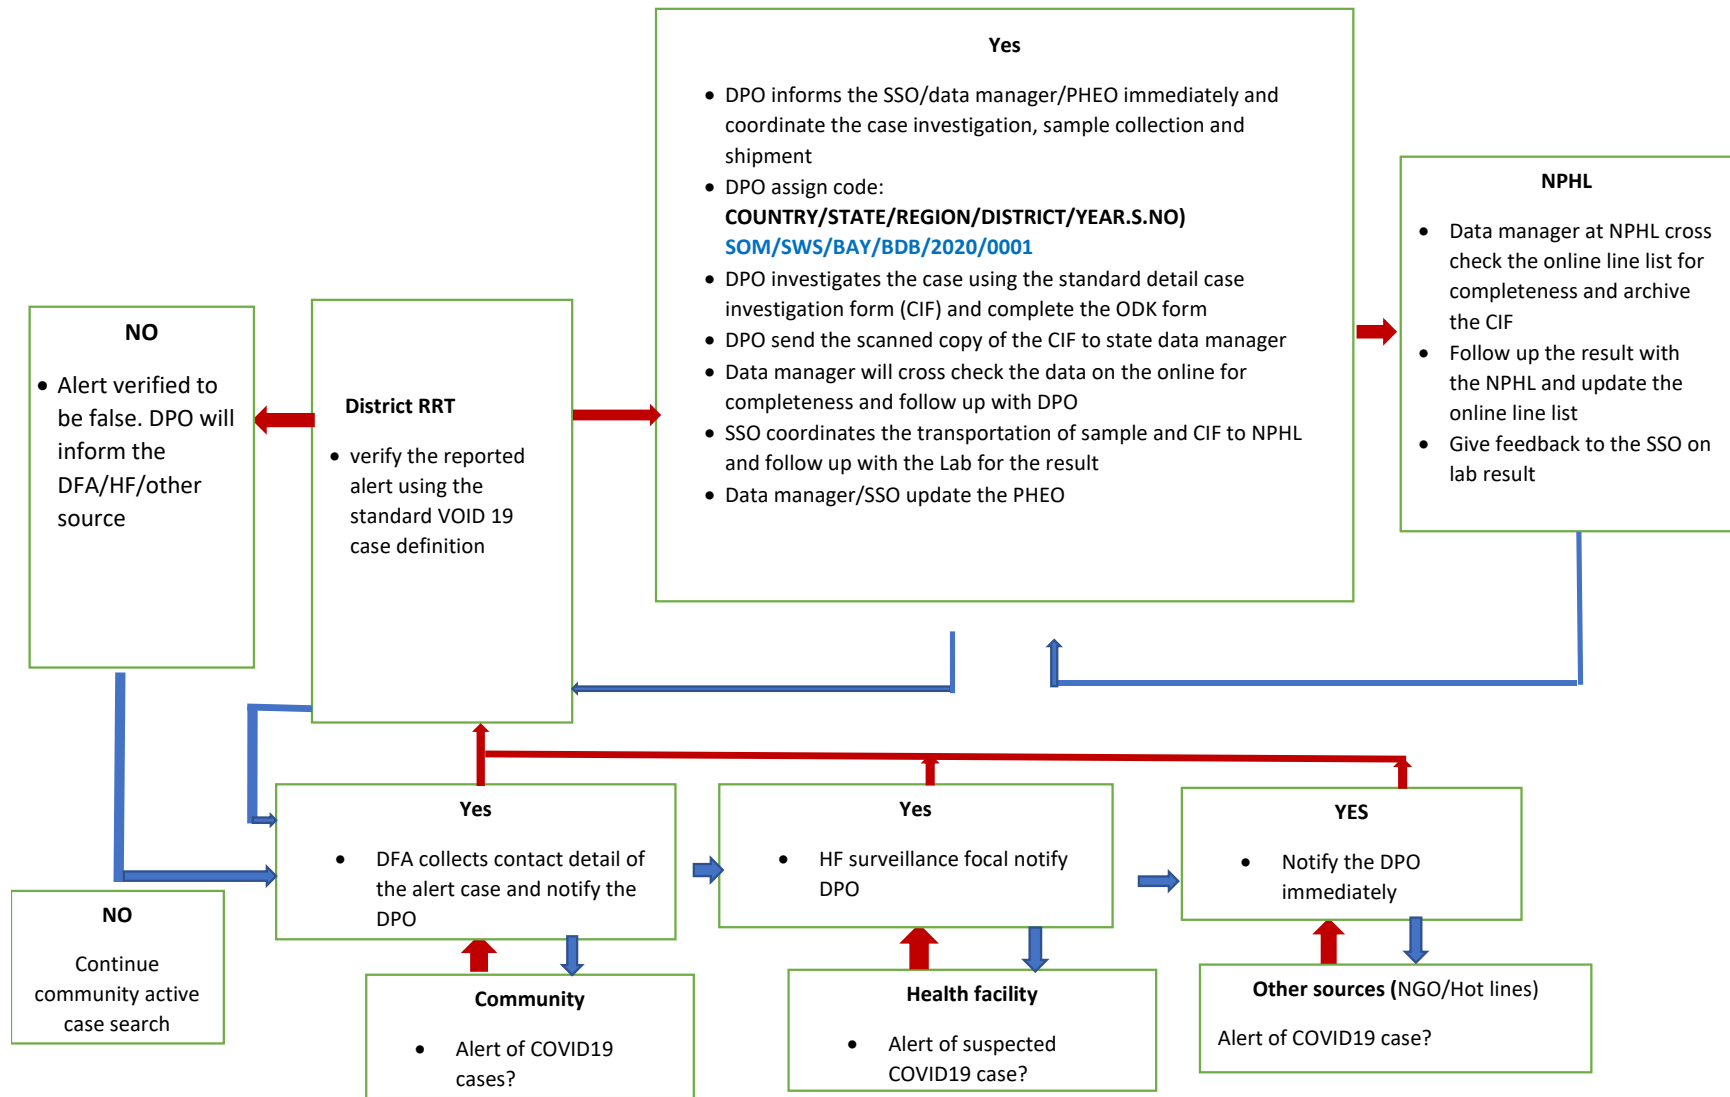 Yes
• DPO informs the SSO/data manager/PHEO immediately and
coordinate the case investigation, sample collection and
shipment
• DPO assign code:
COUNTRY/STATE/REGION/DISTRICT/YEAR.S.NO)
SOM/SWS/BAY/BDB/2020/0001
• DPO investigates the case using the standard detail case
investigation form (CIF) and complete the ODK form
• DPO send the scanned copy of the CIF to state data manager
• Data manager will cross check the data on the online for
completeness and follow up with DPO
• SSO coordinates the transportation of sample and CIF to NPHL
and follow up with the Lab for the result
• Data manager/SSO update the PHEO
NPHL
• Data manager at NPHL cross
check the online line list for
completeness and archive
the CIF
• Follow up the result with
the NPHL and update the
online line list
• Give feedback to the SSO on
lab result
NO
• Alert verified to
be false. DPO will
inform the
DFA/HF/other
source
District RRT
• verify the reported
alert using the
standard VOID 19
case definition
Yes
• DFA collects contact detail of
the alert case and notify the
DPO
Yes
• HF surveillance focal notify
DPO
YES
• Notify the DPO
immediately
NO
Continue
community active
case search
Community
• Alert of COVID19
cases?
Health facility
• Alert of suspected
COVID19 case?
Other sources (NGO/Hot lines)
Alert of COVID19 case?